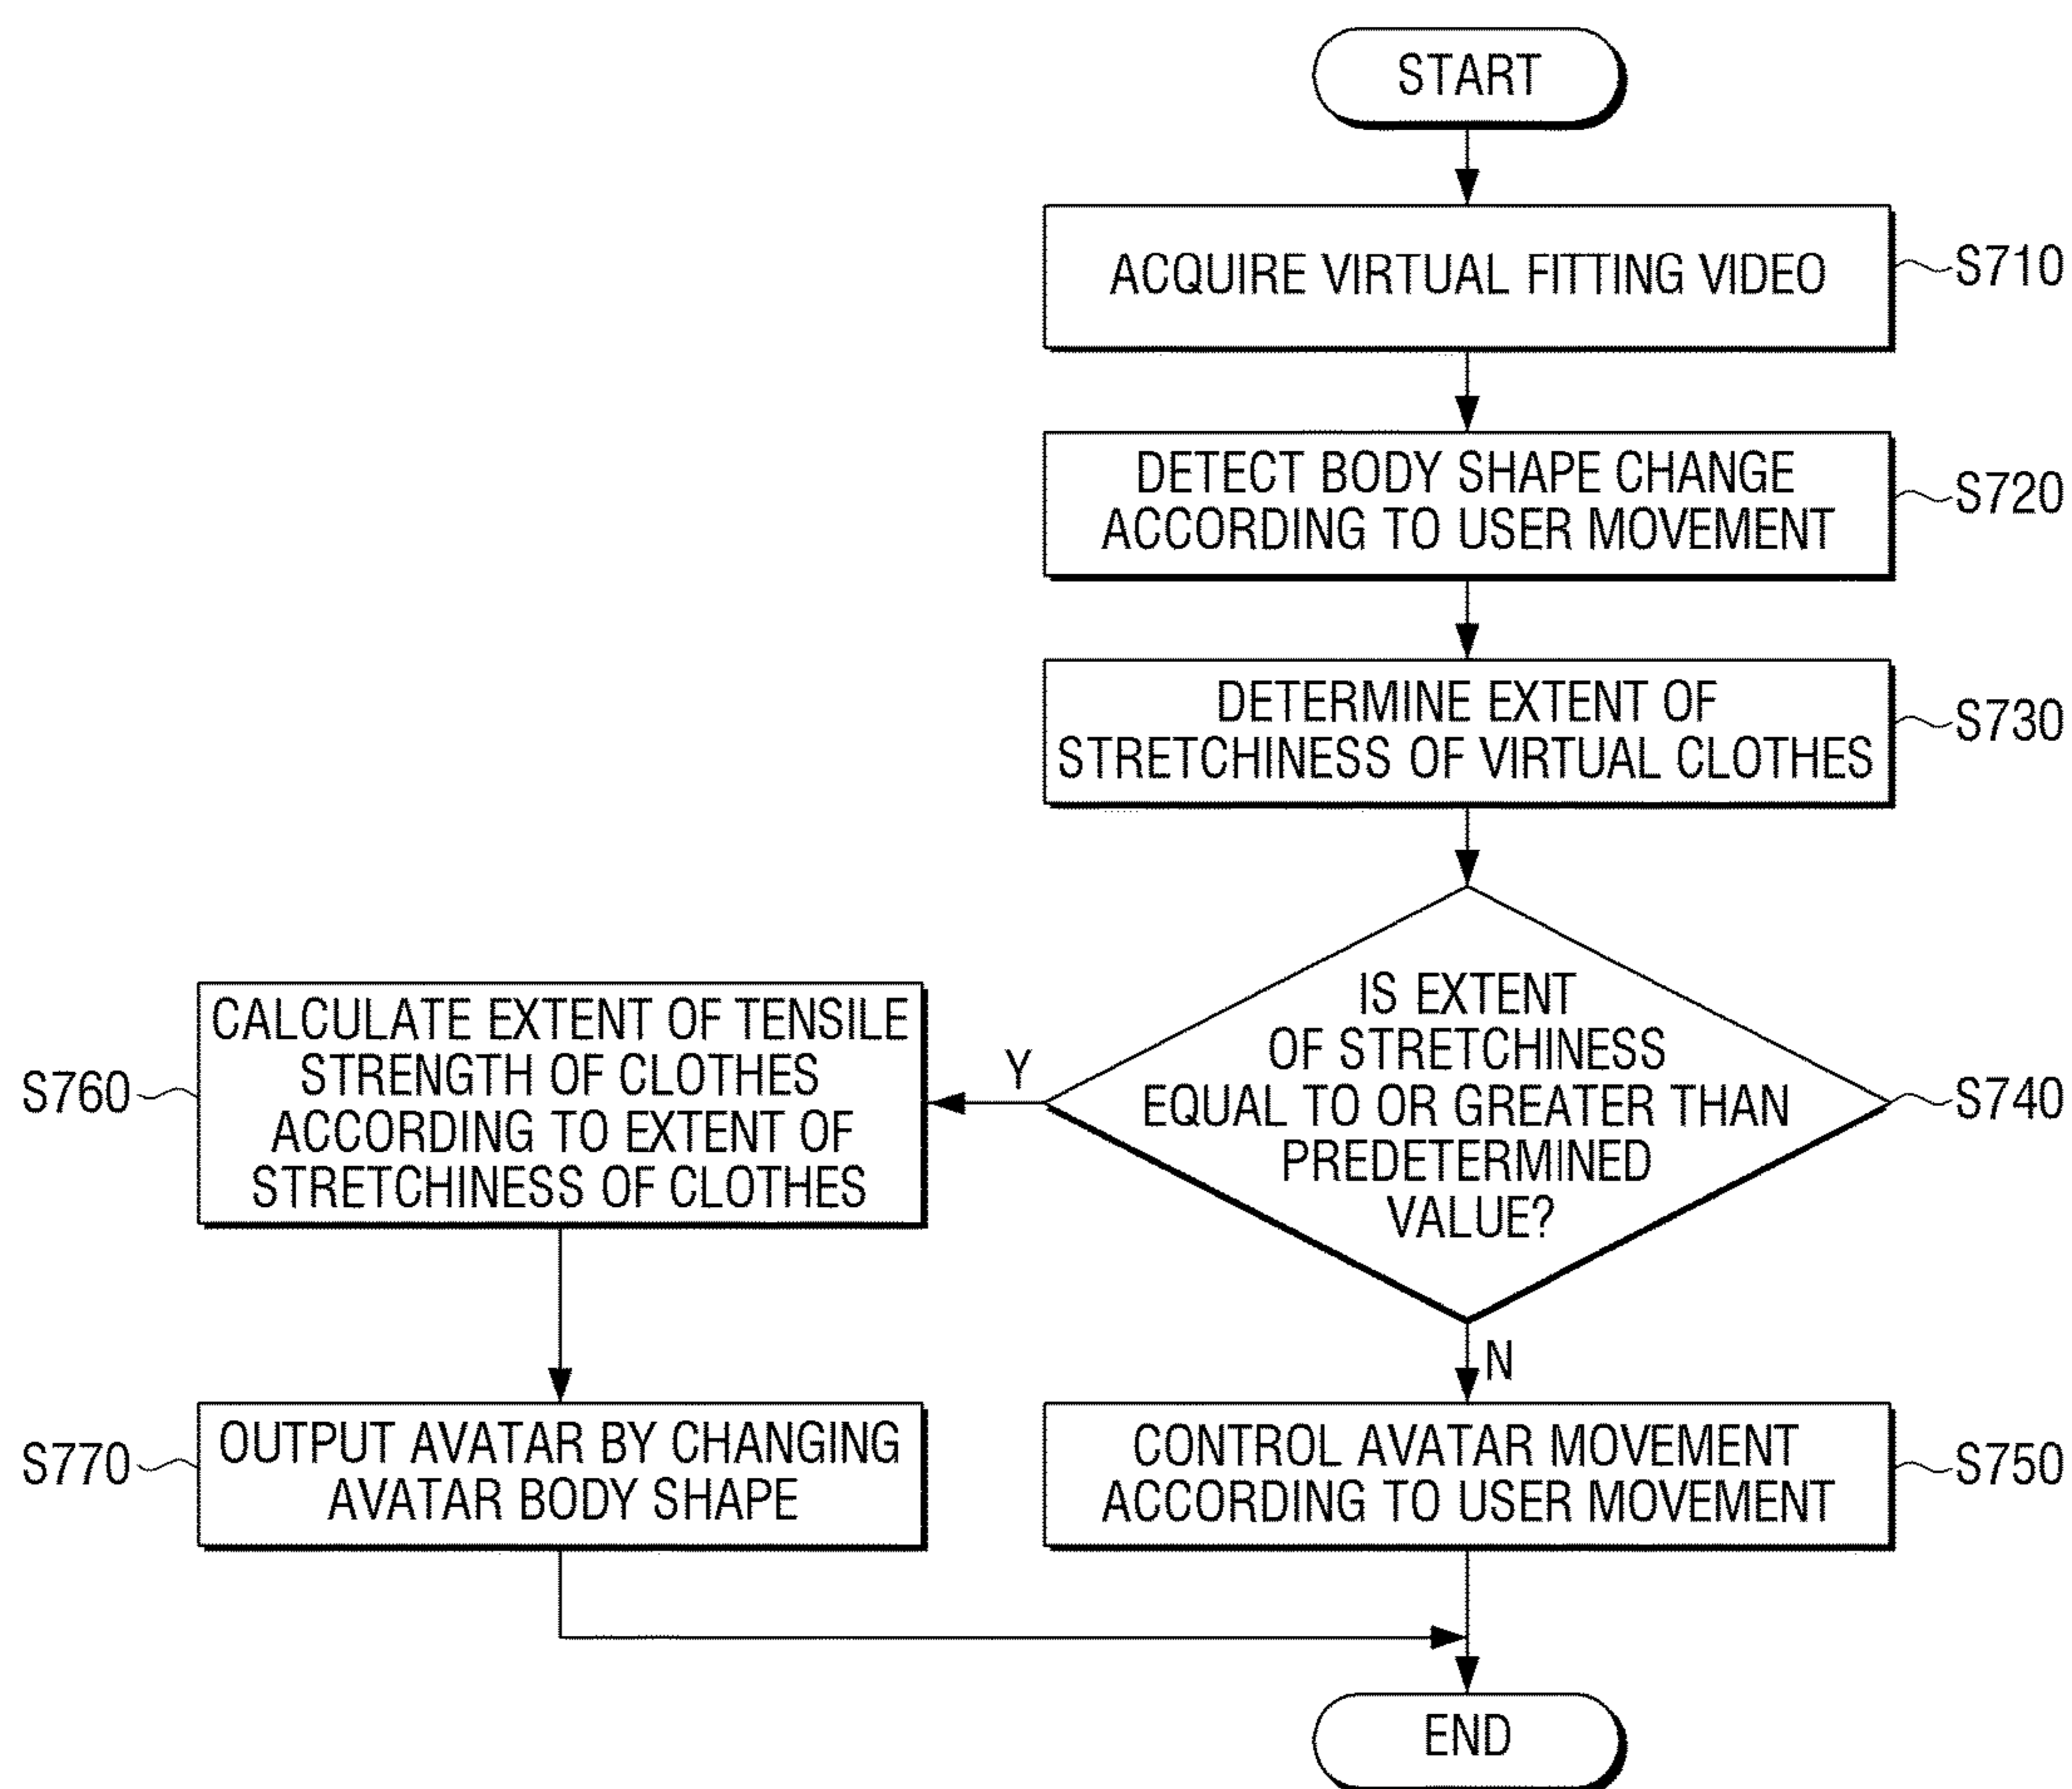 START
ACQUIRE VIRTUAL FITTING VIDEO
S710
DETECT BODY SHAPE CHANGE
ACCORDING TO USER MOVEMENT
S720
DETERMINE EXTENT OF
STRETCHINESS OF VIRTUAL CLOTHES
S730
IS EXTENT
OF STRETCHINESS
EQUAL TO OR GREATER THAN
PREDETERMINED
VALUE?
S740
Y
CALCULATE EXTENT OF TENSILE
STRENGTH OF CLOTHES
ACCORDING TO EXTENT OF
STRETCHINESS OF CLOTHES
S760
N
OUTPUT AVATAR BY CHANGING
AVATAR BODY SHAPE
S770
CONTROL AVATAR MOVEMENT
ACCORDING TO USER MOVEMENT
S750
END